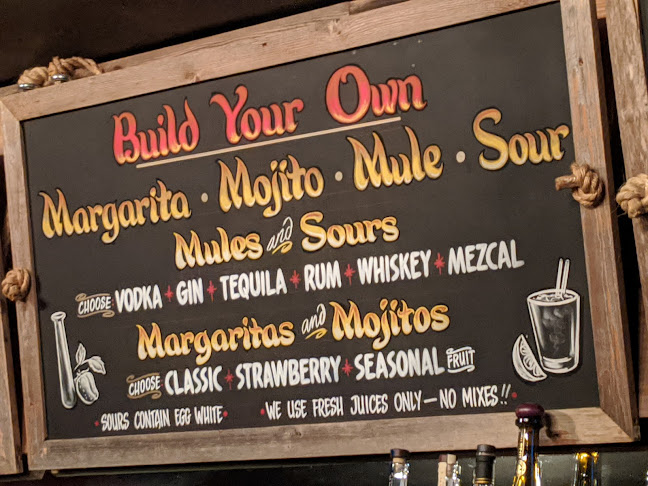 Build Your Own
Margarita · Mojito · Mule · Sour
Mules and Sours
CHOOSE VODKA * GIN * TEQUILA * RUM * WHISKEY * MEZCAL
Margaritas and Mojitos
CHOOSE CLASSIC * STRAWBERRY * SEASONAL FRUIT
• SOURS CONTAIN EGG WHITE • • WE USE FRESH JUICES ONLY — NO MIXES!! •